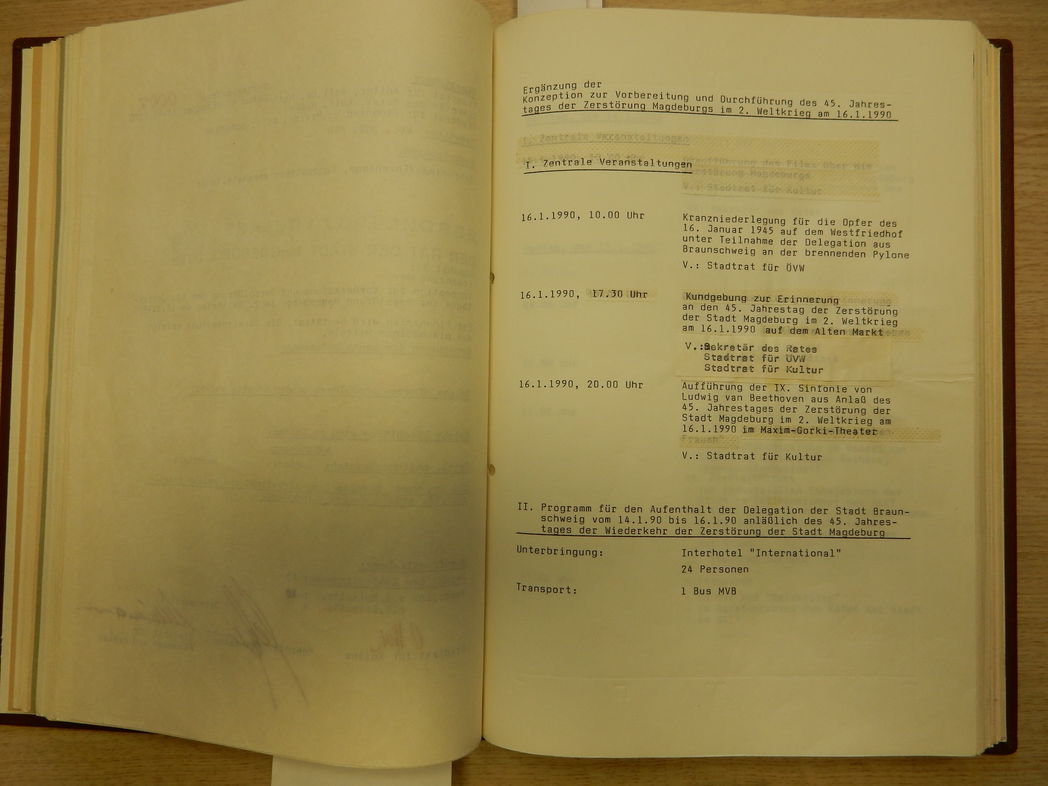 Ergänzung der
Konzeption zur Vorbereitung und Durchführung des 45. Jahres-
tages der Zerstörung Magdeburgs im 2. Weltkrieg am 16.1.1990
I. Zentrale Veranstaltungen
16.1.1990, 10.00 Uhr
Kranzniederlegung für die Opfer des
16. Januar 1945 auf dem Westfriedhof
unter Teilnahme der Delegation aus
Braunschweig an der brennenden Pylone
V.: Stadtrat für ÖVW
16.1.1990, 17.30 Uhr
Kundgebung zur Erinnerung
an den 45. Jahrestag der Zerstörung
der Stadt Magdeburg im 2. Weltkrieg
am 16.1.1990 auf dem Alten Markt
V.:Sekretär des Rates
Stadtrat für ÖVW
Stadtrat für Kultur
16.1.1990, 20.00 Uhr
Aufführung der IX. Sinfonie von
Ludwig van Beethoven aus Anlaß des
45. Jahrestages der Zerstörung der
Stadt Magdeburg im 2. Weltkrieg am
16.1.1990 im Maxim-Gorki-Theater
V.: Stadtrat für Kultur
II. Programm für den Aufenthalt der Delegation der Stadt Braun-
schweig vom 14.1.90 bis 16.1.90 anläßlich des 45. Jahres-
tages der Wiederkehr der Zerstörung der Stadt Magdeburg
Unterbringung:
Interhotel "International"
24 Personen
Transport:
1 Bus MVB